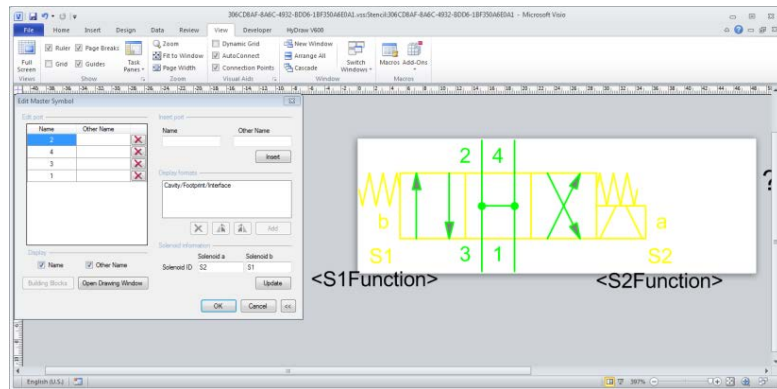 306CD8AF-8A6C-4932-BDD6-1BF350A6E0A1.vss:Stencil:306CD8AF-8A6C-4932-BDD6-1BF350A6E0A1 - Microsoft Visio
File Home Insert Design Data Review View Developer HyDraw V600
Full Screen
Ruler
Page Breaks
Grid
Guides
Task Panes
Zoom
Fit to Window
Page Width
Dynamic Grid
AutoConnect
Connection Points
New Window
Arrange All
Cascade
Switch Windows
Macros
Add-Ons
Views Show Zoom Visual Aids Window Macros
Edit Master Symbol
Edit port
Name Other Name
2
4
3
1
Display
Name Other Name
Building Blocks Open Drawing Window
Insert port
Name Other Name
Insert
Display formats
Cavity/Footprint/Interface
Add
Solenoid information
Solenoid a Solenoid b
Solenoid ID S2 S1
Update
OK Cancel <<
2 4
b a
S1 3 1 S2
<S1Function> <S2Function>
?
English (U.S.)
397%